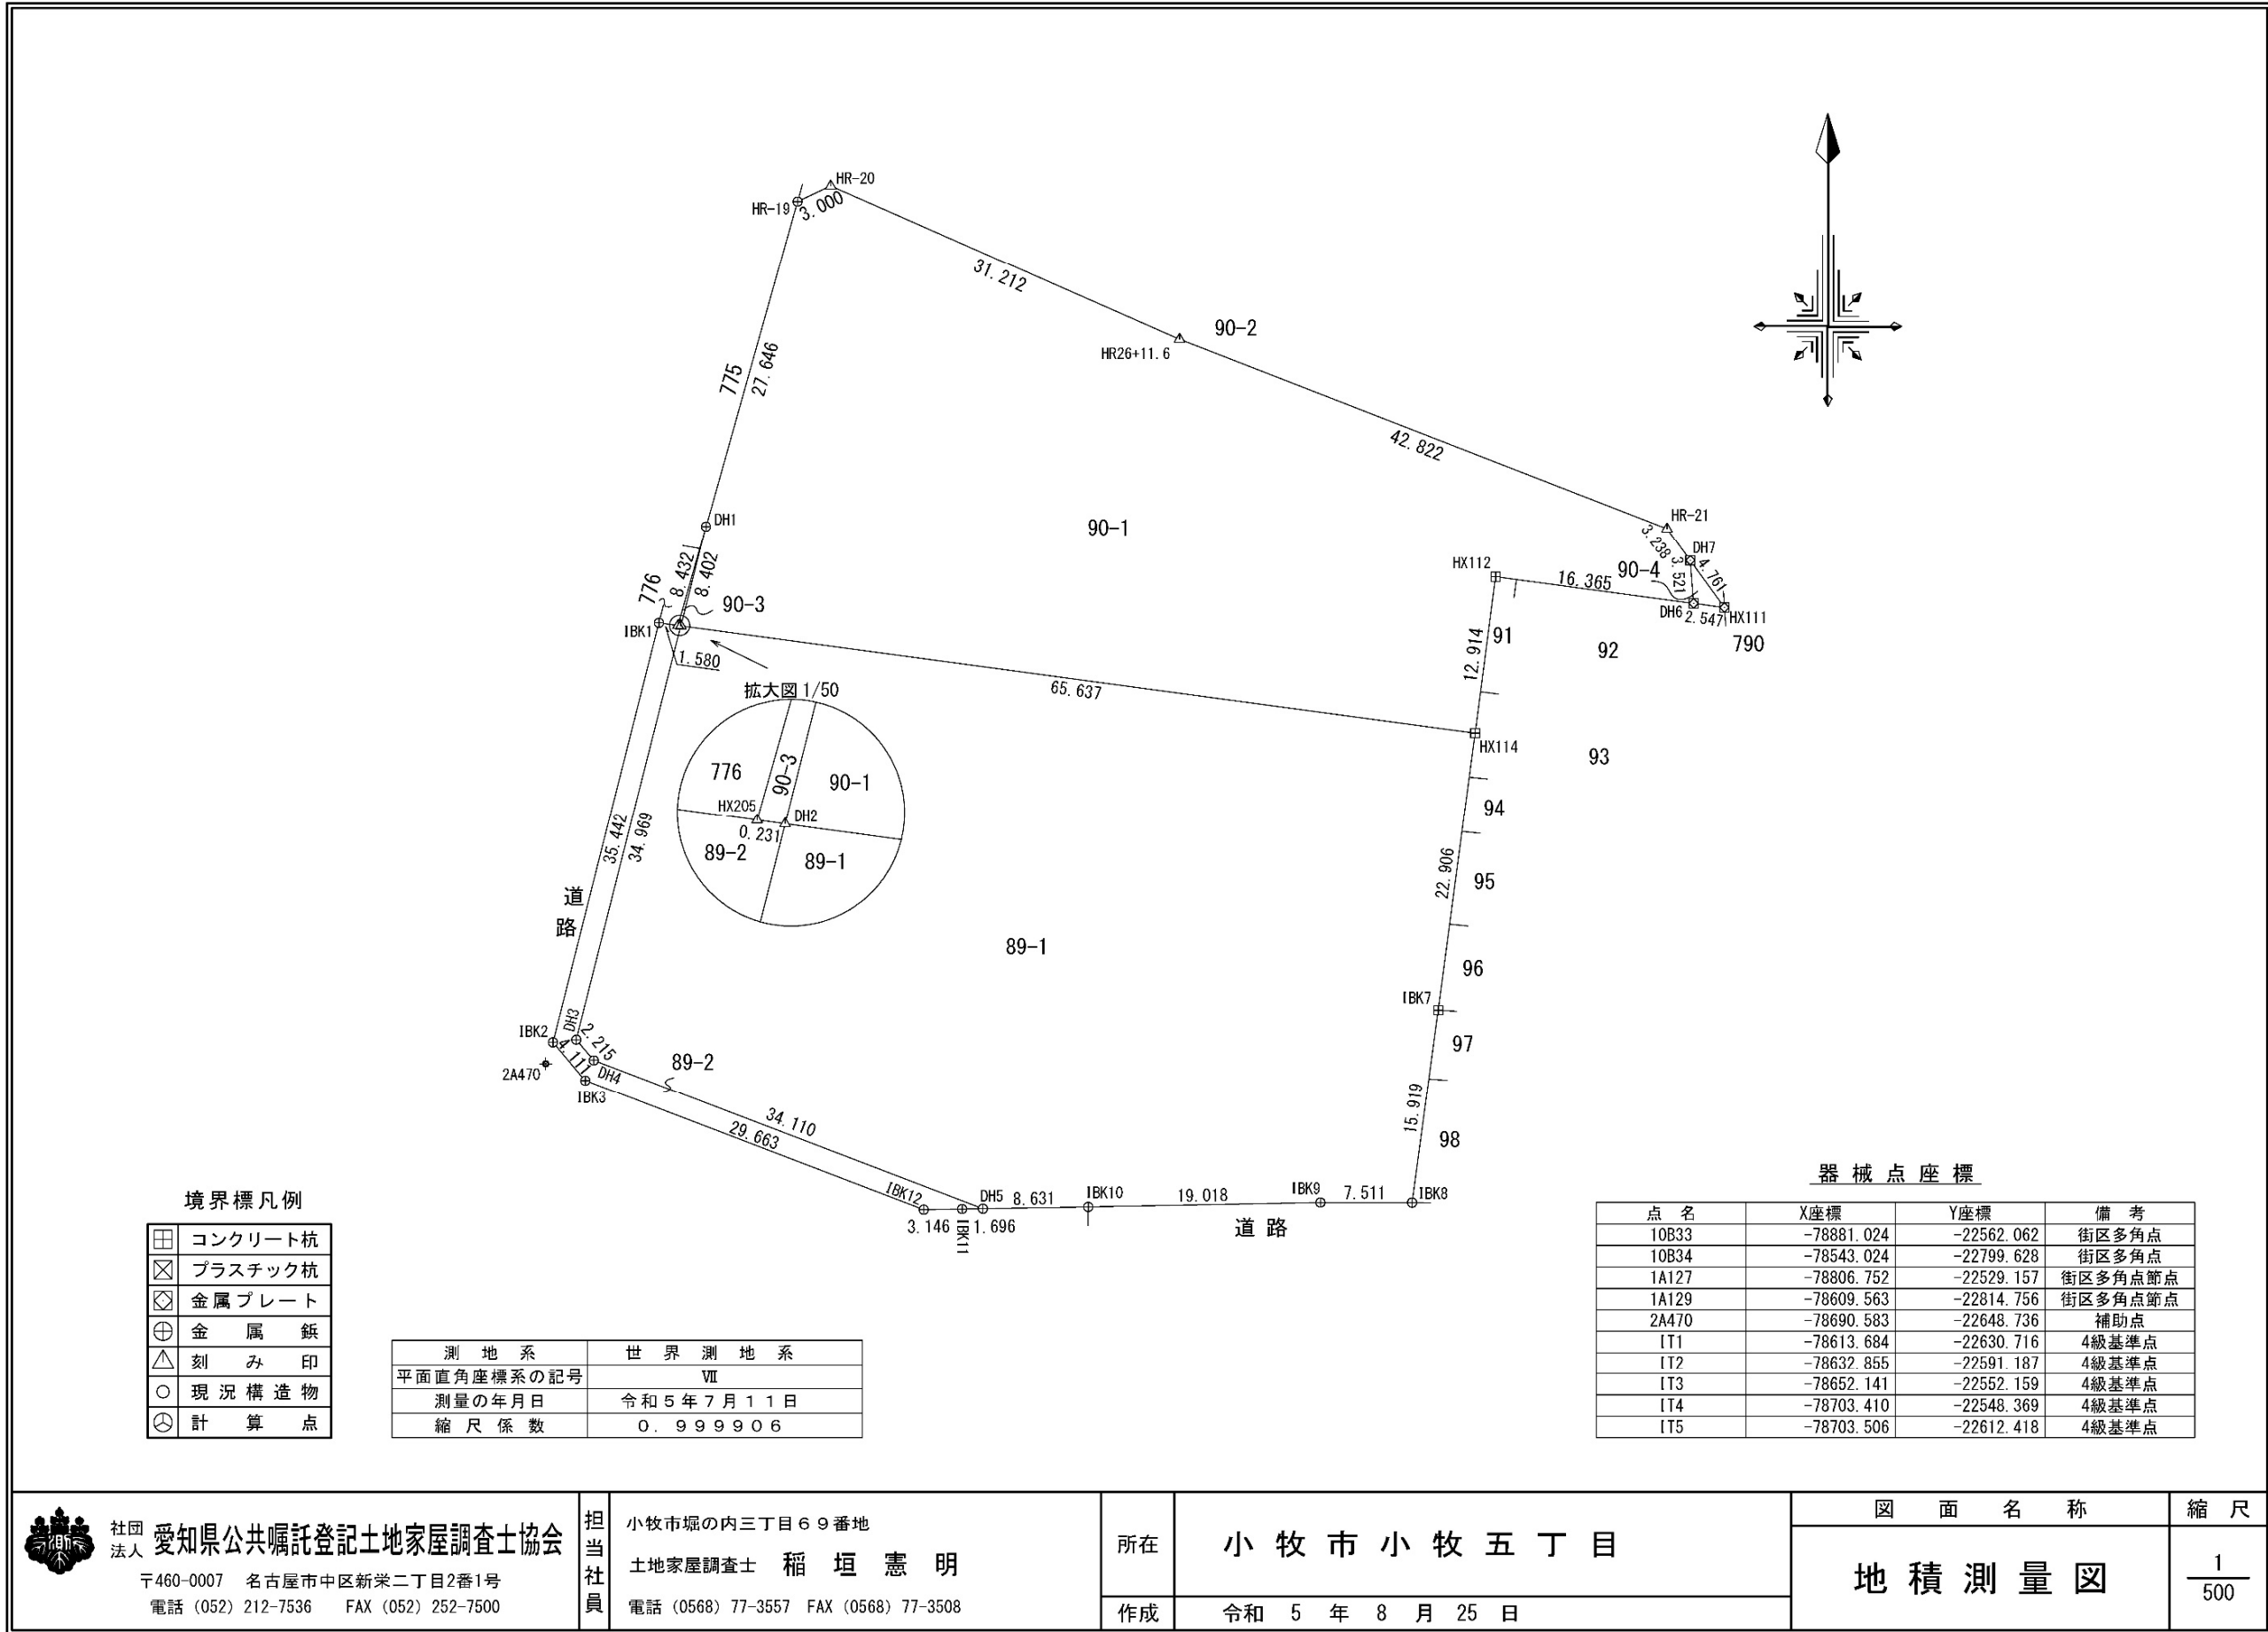 HR-20
HR-19
3.000
31.212
90-2
HR26+11.6
775
27.646
42.822
HR-21
3.238
DH7
DH1
90-1
HX112
16.365
90-4
3.521
4.761
DH6
2.547
HX111
790
776
8.432
8.402
90-3
IBK1
1.580
12.914
91
92
拡大図1/50
65.637
HX114
93
776
90-3
90-1
HX205
DH2
0.231
89-2
89-1
94
35.442
34.969
22.906
95
道路
89-1
96
IBK7
IBK2
DH3
2.215
4.111
97
2A470
DH4
89-2
IBK3
34.110
29.663
15.919
98
IBK12
DH5
8.631
IBK10
19.018
IBK9
7.511
IBK8
3.146
IBK11
1.696
道路
境界標凡例
コンクリート杭
プラスチック杭
金属プレート
金属鋲
刻み印
現況構造物
計算点
測地系 世界測地系
平面直角座標系の記号 Ⅶ
測量の年月日 令和5年7月11日
縮尺係数 0.999906
器械点座標
点名 X座標 Y座標 備考
10B33 -78881.024 -22562.062 街区多角点
10B34 -78543.024 -22799.628 街区多角点
1A127 -78806.752 -22529.157 街区多角点節点
1A129 -78609.563 -22814.756 街区多角点節点
2A470 -78690.583 -22648.736 補助点
IT1 -78613.684 -22630.716 4級基準点
IT2 -78632.855 -22591.187 4級基準点
IT3 -78652.141 -22552.159 4級基準点
IT4 -78703.410 -22548.369 4級基準点
IT5 -78703.506 -22612.418 4級基準点
社団法人 愛知県公共嘱託登記土地家屋調査士協会
〒460-0007 名古屋市中区新栄二丁目2番1号
電話(052)212-7536 FAX(052)252-7500
担当社員
小牧市堀の内三丁目69番地
土地家屋調査士 稲垣憲明
電話(0568)77-3557 FAX(0568)77-3508
所在 小牧市小牧五丁目
作成 令和 5 年 8 月 25 日
図面名称
地積測量図
縮尺
1/500